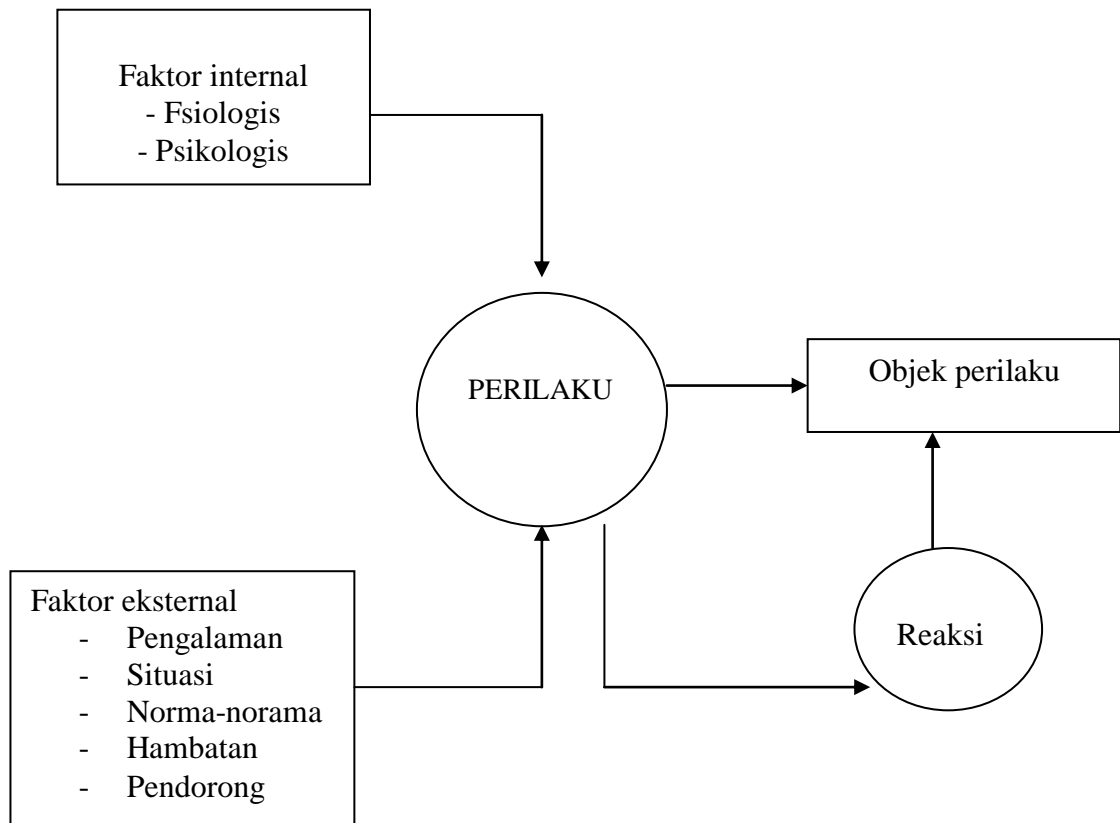 Faktor internal
- Fsiologis
- Psikologis
PERILAKU
Objek perilaku
Faktor eksternal
- Pengalaman
- Situasi
- Norma-norama
- Hambatan
- Pendorong
Reaksi